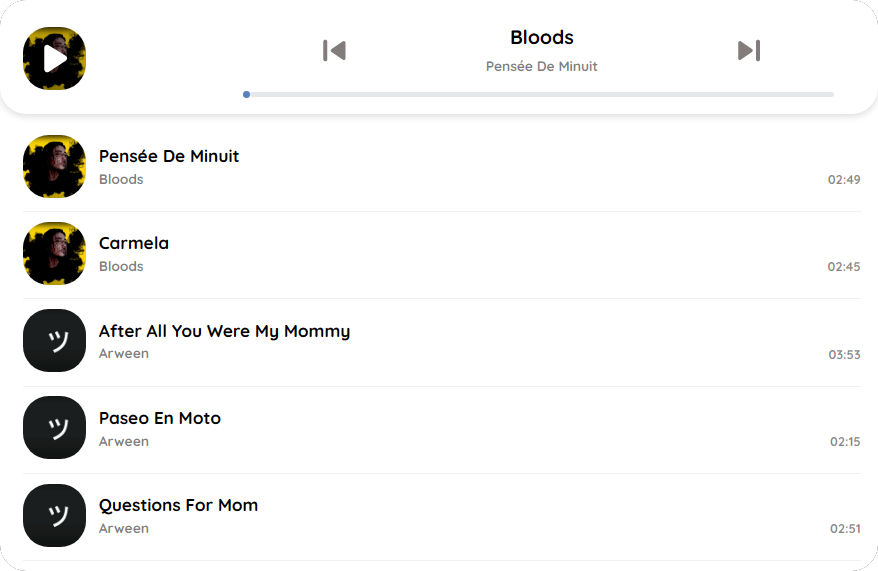 Bloods
Pensée De Minuit
Pensée De Minuit
Bloods
02:49
Carmela
Bloods
02:45
ツ
After All You Were My Mommy
Arween
03:53
ツ
Paseo En Moto
Arween
02:15
ツ
Questions For Mom
Arween
02:51